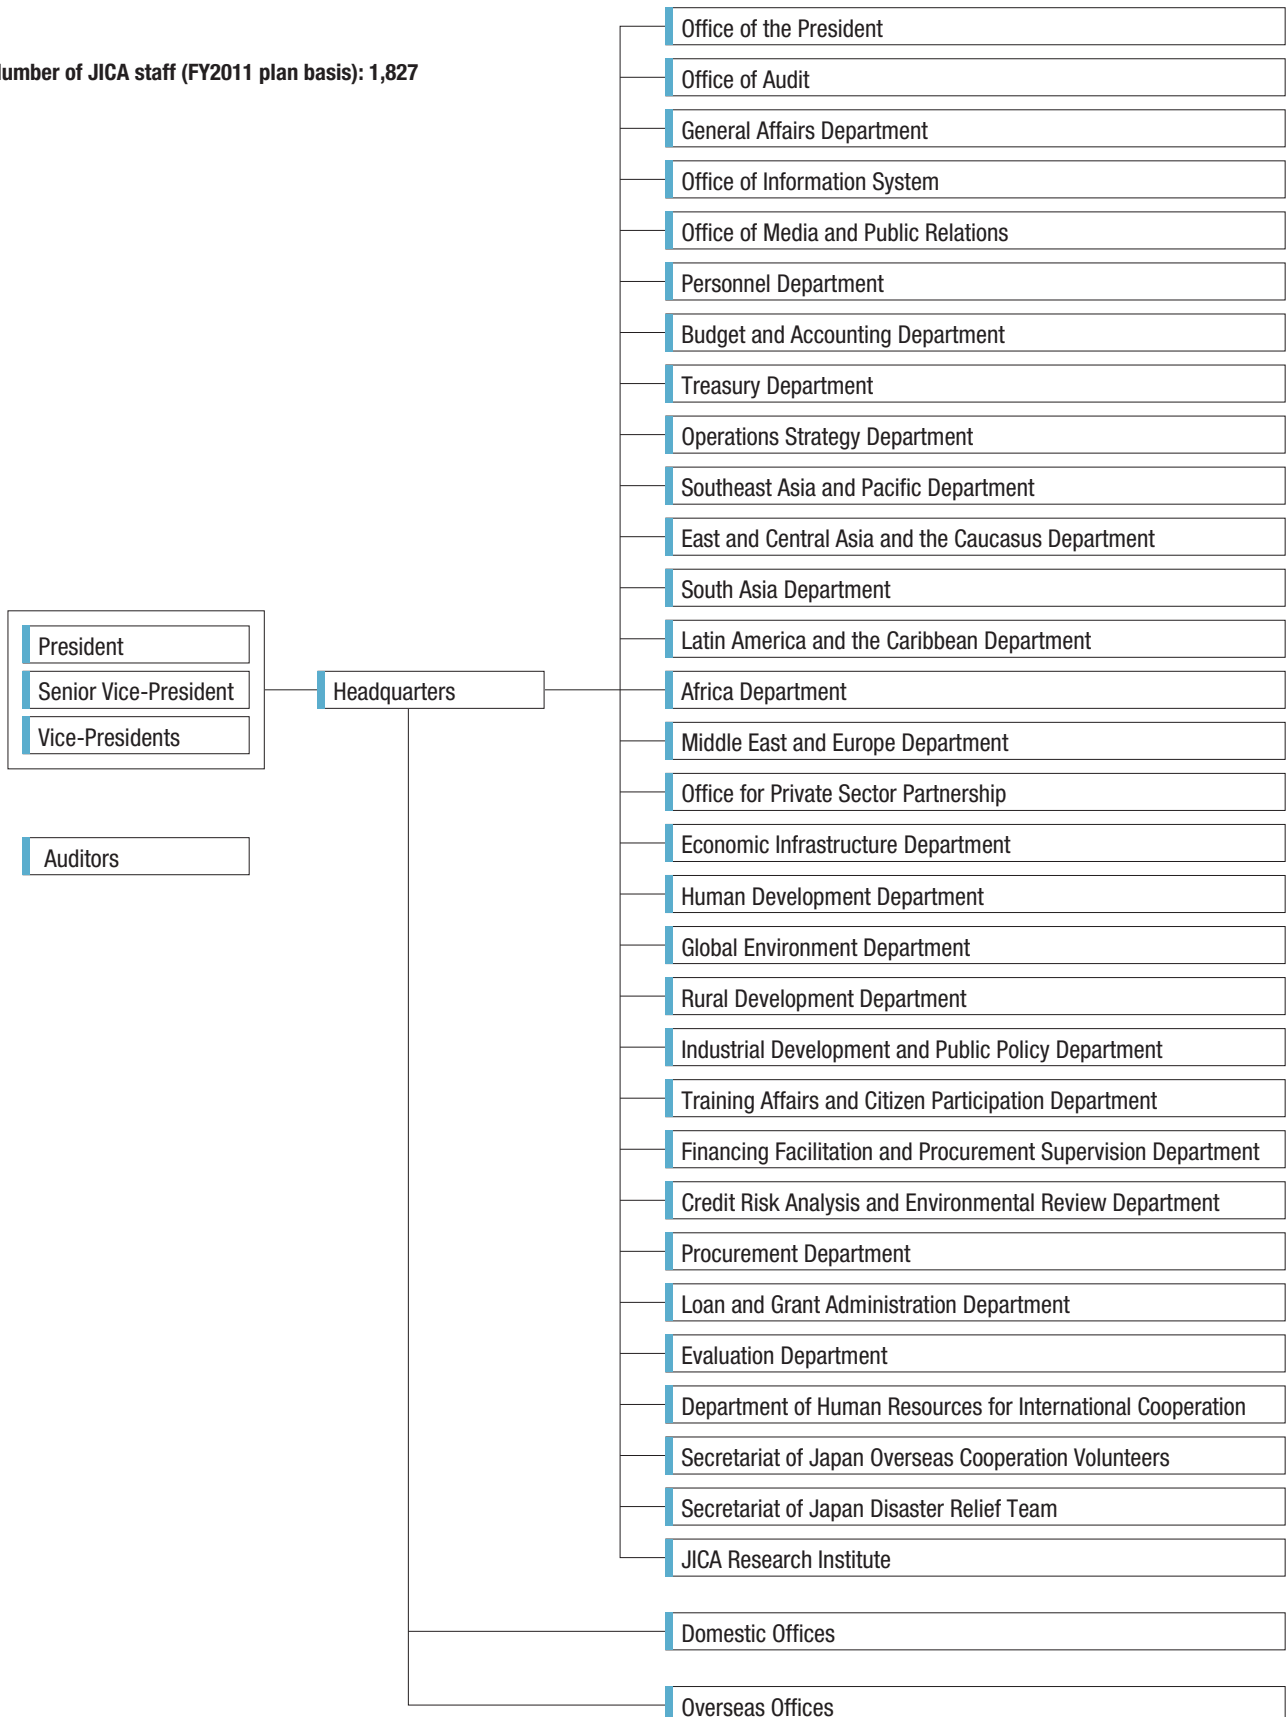 umber of JICA staff (FY2011 plan basis): 1,827
Office of the President
Office of Audit
General Affairs Department
Office of Information System
Office of Media and Public Relations
Personnel Department
Budget and Accounting Department
Treasury Department
Operations Strategy Department
Southeast Asia and Pacific Department
East and Central Asia and the Caucasus Department
South Asia Department
Latin America and the Caribbean Department
Africa Department
Middle East and Europe Department
Office for Private Sector Partnership
Economic Infrastructure Department
Human Development Department
Global Environment Department
Rural Development Department
Industrial Development and Public Policy Department
Training Affairs and Citizen Participation Department
Financing Facilitation and Procurement Supervision Department
Credit Risk Analysis and Environmental Review Department
Procurement Department
Loan and Grant Administration Department
Evaluation Department
Department of Human Resources for International Cooperation
Secretariat of Japan Overseas Cooperation Volunteers
Secretariat of Japan Disaster Relief Team
JICA Research Institute
Domestic Offices
Overseas Offices
President
Senior Vice-President
Vice-Presidents
Headquarters
Auditors